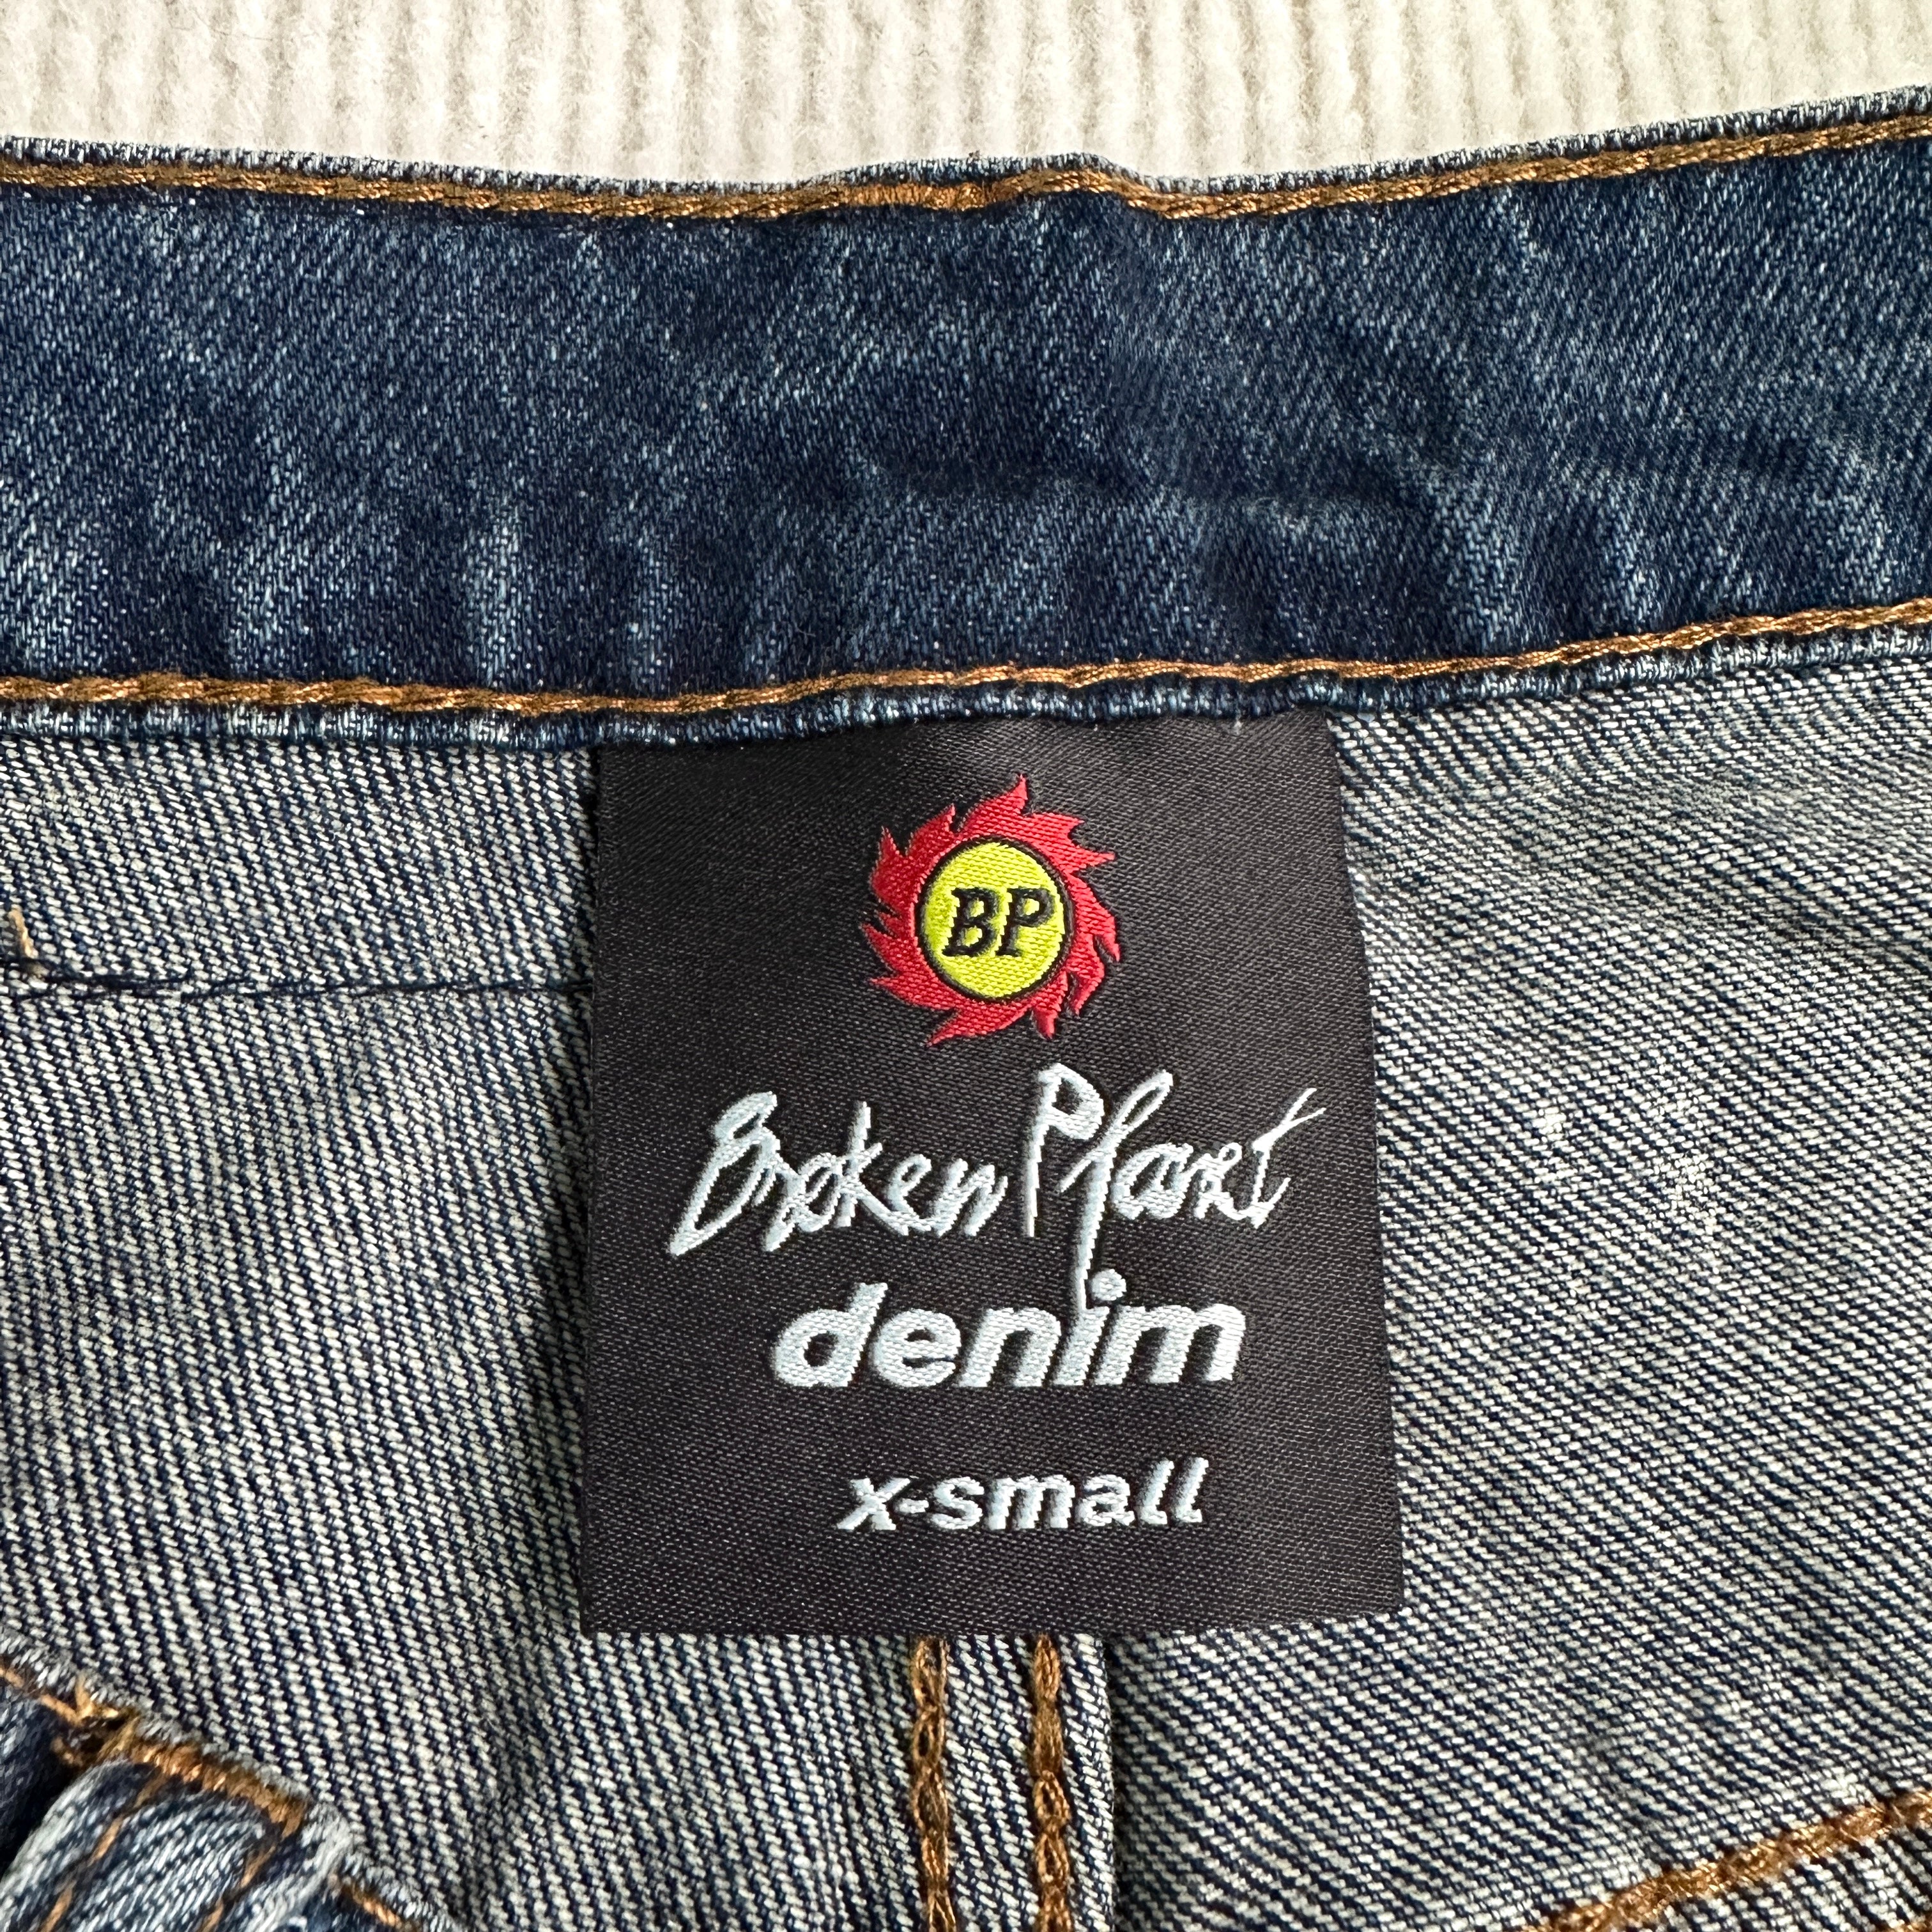 BP
Broken Planet
denim
x-small